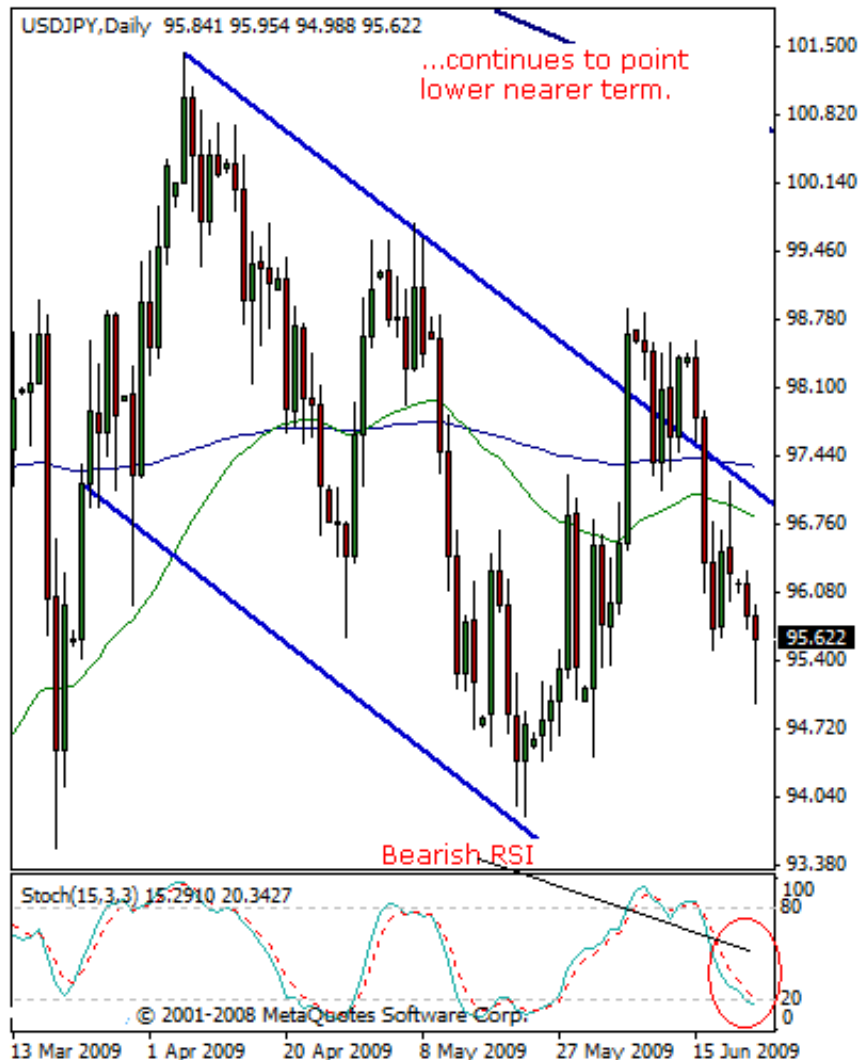 USDJPY,Daily 95.841 95.954 94.988 95.622
...continues to point
lower nearer term.
101.500
100.820
100.140
99.460
98.780
98.100
97.440
96.760
96.080
95.622
95.400
94.720
94.040
93.380
Bearish RSI
Stoch(15,3,3) 15.2910 20.3427
100
80
20
0
© 2001-2008 MetaQuotes Software Corp.
13 Mar 2009 1 Apr 2009 20 Apr 2009 8 May 2009 27 May 2009 15 Jun 2009